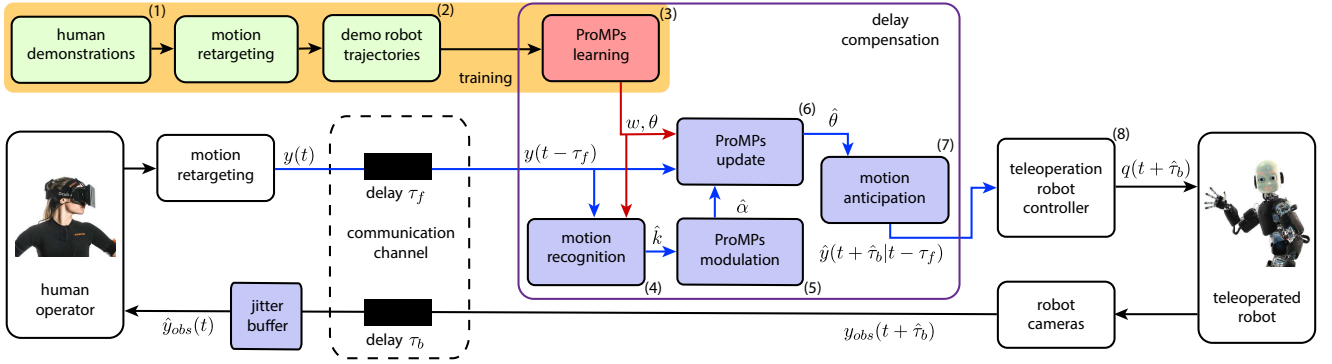 (1)
human
demonstrations
motion
retargeting
(2)
demo robot
trajectories
training
(3)
ProMPs
learning
delay
compensation
human
operator
motion
retargeting
y(t)
delay τ_f
communication
channel
delay τ_b
y(t − τ_f)
w, θ
(6)
ProMPs
update
θ̂
(7)
motion
anticipation
motion
recognition
(4)
k̂
α̂
ProMPs
modulation
(5)
ŷ(t + τ̂_b|t − τ_f)
(8)
teleoperation
robot
controller
q(t + τ̂_b)
teleoperated
robot
robot
cameras
y_obs(t + τ̂_b)
jitter
buffer
ŷ_obs(t)